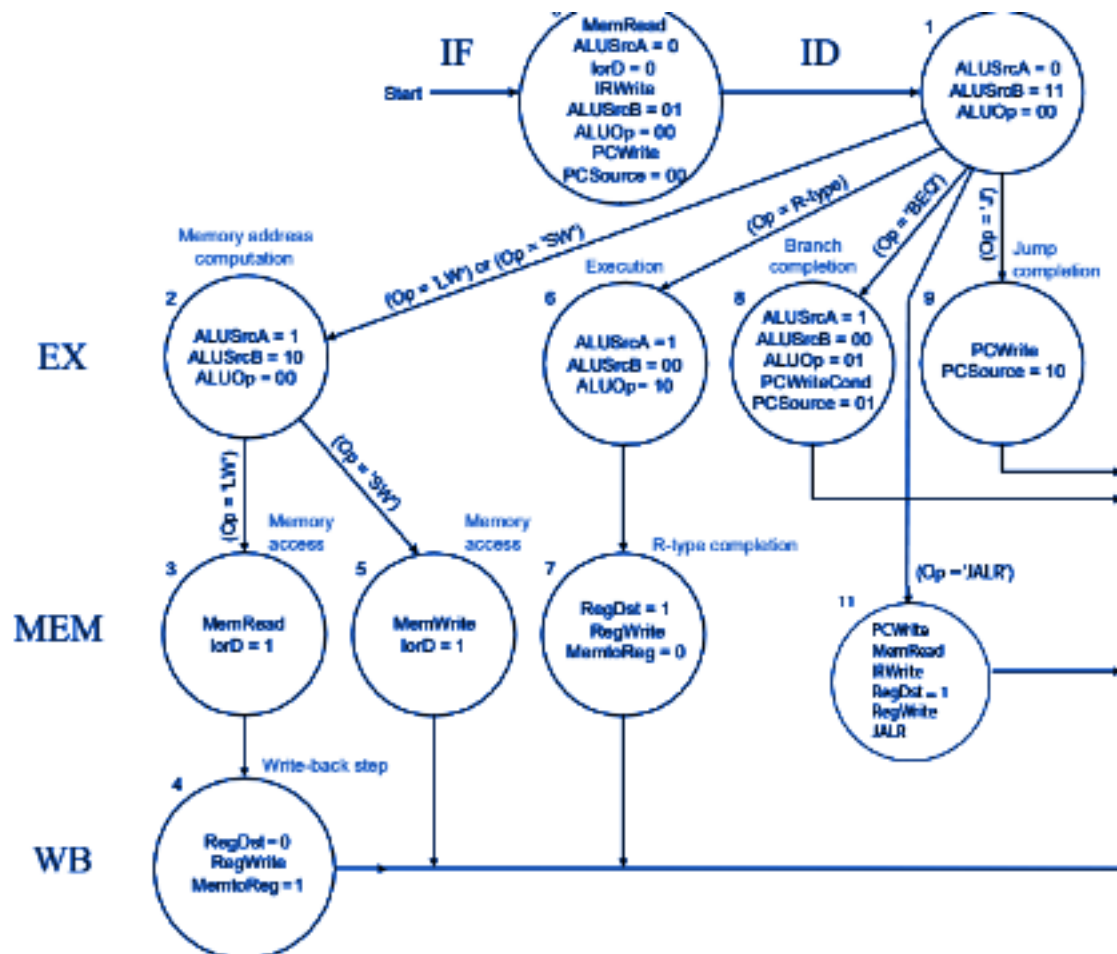 IF
MemRead
ALUSrcA = 0
IorD = 0
IRWrite
ALUSrcB = 01
ALUOp = 00
PCWrite
PCSource = 00
Start
ID
1
ALUSrcA = 0
ALUSrcB = 11
ALUOp = 00
(Op = 'LW') or (Op = 'SW')
(Op = R-type)
(Op = 'BEQ')
(Op = 'J')
Memory address
computation
Execution
Branch
completion
Jump
completion
EX
2
ALUSrcA = 1
ALUSrcB = 10
ALUOp = 00
6
ALUSrcA =1
ALUSrcB = 00
ALUOp= 10
8
ALUSrcA = 1
ALUSrcB = 00
ALUOp = 01
PCWriteCond
PCSource = 01
9
PCWrite
PCSource = 10
(Op = 'LW')
(Op = 'SW')
Memory
access
Memory
access
R-type completion
(Op ='JALR')
MEM
3
MemRead
IorD = 1
5
MemWrite
IorD = 1
7
RegDst = 1
RegWrite
MemtoReg = 0
11
PCWrite
MemRead
IRWrite
RegDst = 1
RegWrite
JALR
Write-back step
WB
4
RegDst=0
RegWrite
MemtoReg =1